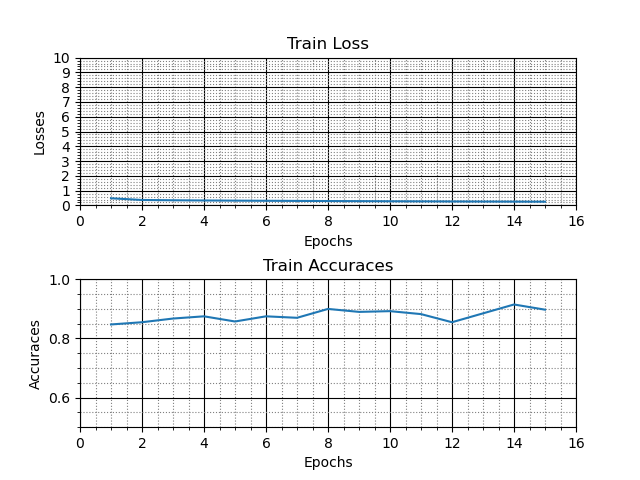 Train Loss
10
9
8
7
6
5
4
3
2
1
0
Losses
0 2 4 6 8 10 12 14 16
Epochs
Train Accuraces
1.0
0.8
0.6
Accuraces
0 2 4 6 8 10 12 14 16
Epochs